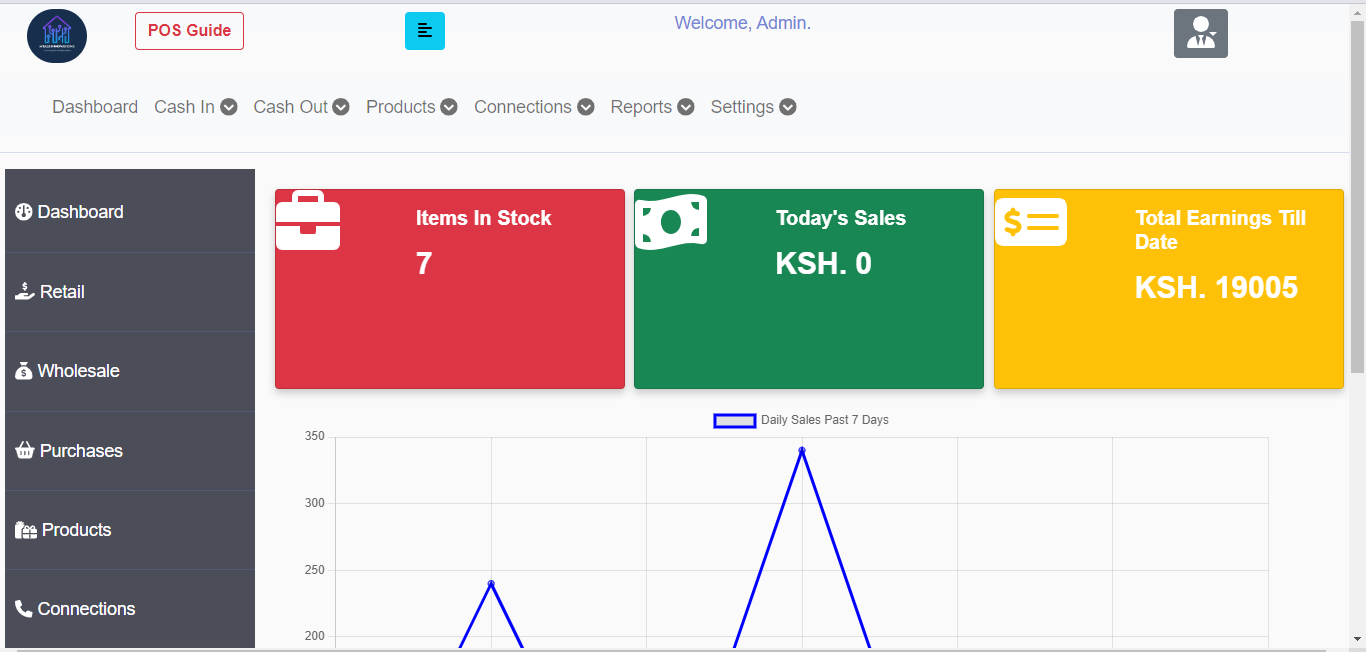 POS Guide
Welcome, Admin.
Dashboard Cash In Cash Out Products Connections Reports Settings
Dashboard
Retail
Wholesale
Purchases
Products
Connections
Items In Stock
7
Today's Sales
KSH. 0
Total Earnings Till
Date
KSH. 19005
Daily Sales Past 7 Days
350
300
250
200